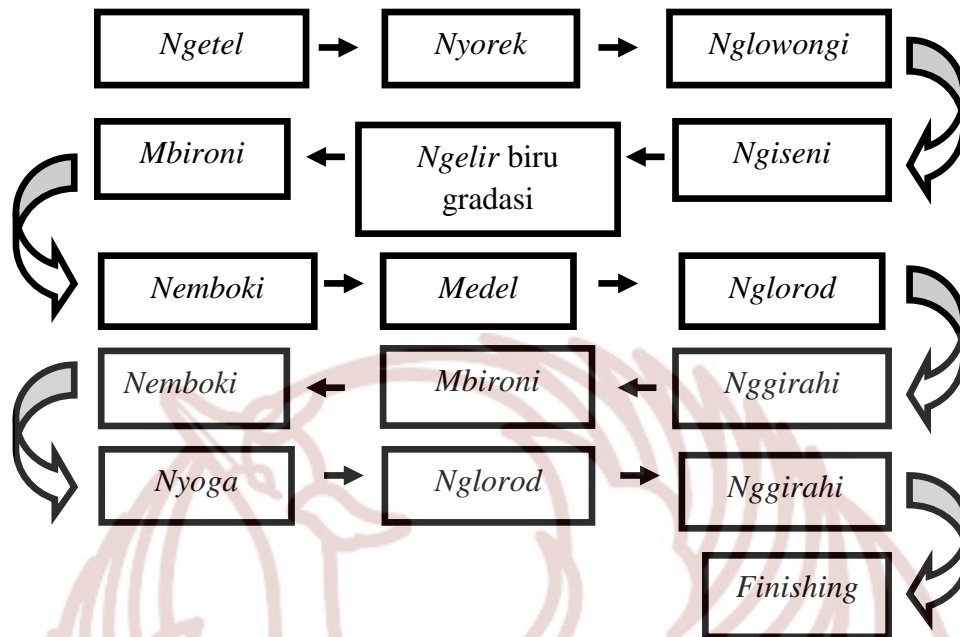 Ngetel
Nyorek
Nglowongi
Ngiseni
Ngelir biru
gradasi
Mbironi
Nemboki
Medel
Nglorod
Nggirahi
Mbironi
Nemboki
Nyoga
Nglorod
Nggirahi
Finishing